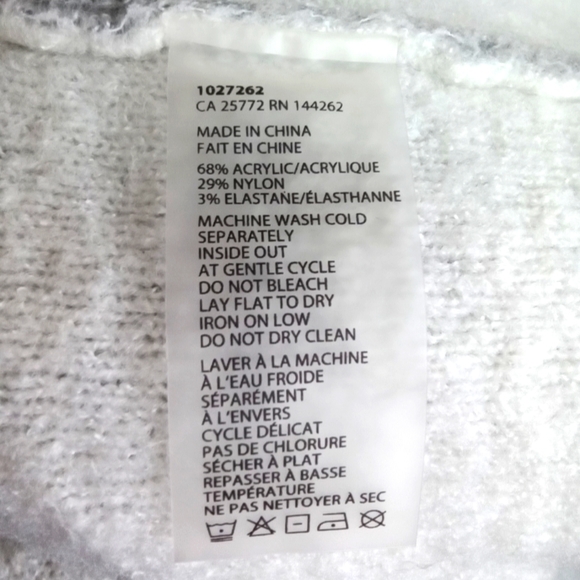 1027262
CA 25772 RN 144262
MADE IN CHINA
FAIT EN CHINE
68% ACRYLIC/ACRYLIQUE
29% NYLON
3% ELASTANE/ÉLASTHANNE
MACHINE WASH COLD
SEPARATELY
INSIDE OUT
AT GENTLE CYCLE
DO NOT BLEACH
LAY FLAT TO DRY
IRON ON LOW
DO NOT DRY CLEAN
LAVER À LA MACHINE
À L'EAU FROIDE
SÉPARÉMENT
À L'ENVERS
CYCLE DÉLICAT
PAS DE CHLORURE
SÉCHER À PLAT
REPASSER À BASSE
TEMPÉRATURE
NE PAS NETTOYER À SEC